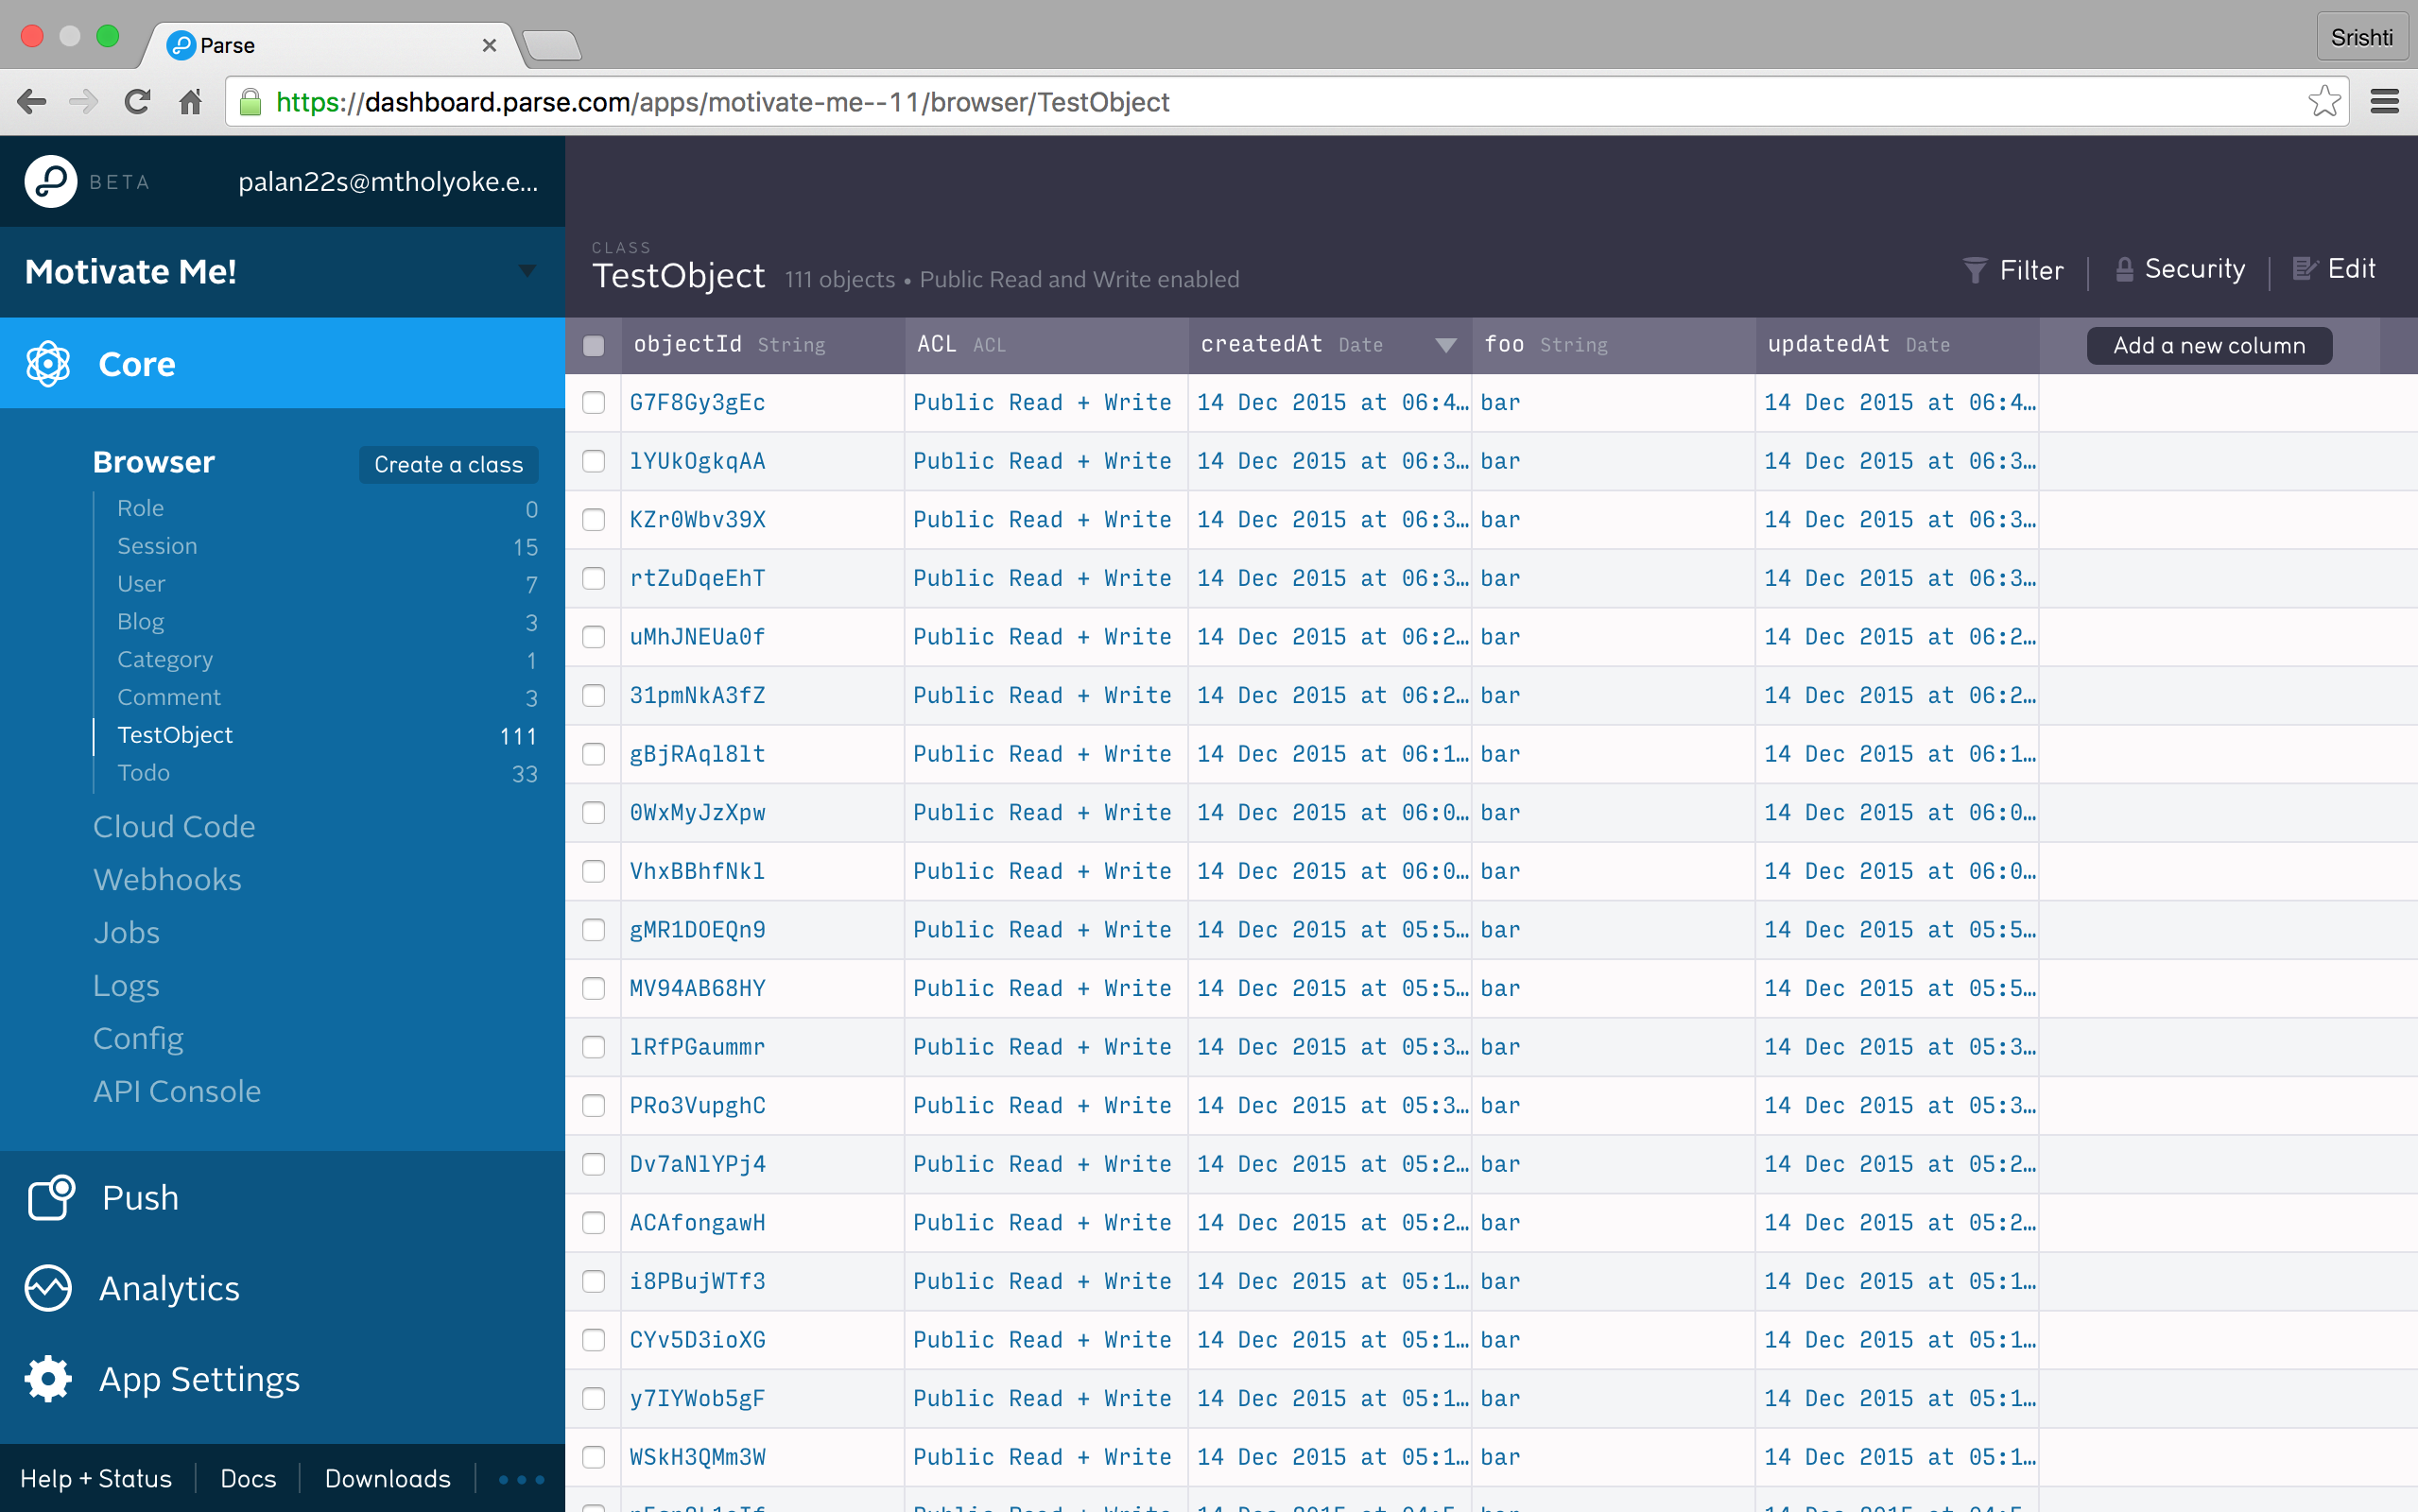 Parse
Srishti
https://dashboard.parse.com/apps/motivate-me--11/browser/TestObject
BETA palan22s@mtholyoke.e...
Motivate Me!
Core
Browser Create a class
Role 0
Session 15
User 7
Blog 3
Category 1
Comment 3
TestObject 111
Todo 33
Cloud Code
Webhooks
Jobs
Logs
Config
API Console
Push
Analytics
App Settings
Help + Status Docs Downloads
CLASS
TestObject 111 objects • Public Read and Write enabled
Filter Security Edit
objectId String ACL ACL createdAt Date foo String updatedAt Date Add a new column
G7F8Gy3gEc Public Read + Write 14 Dec 2015 at 06:4… bar 14 Dec 2015 at 06:4…
lYUkOgkqAA Public Read + Write 14 Dec 2015 at 06:3… bar 14 Dec 2015 at 06:3…
KZr0Wbv39X Public Read + Write 14 Dec 2015 at 06:3… bar 14 Dec 2015 at 06:3…
rtZuDqeEhT Public Read + Write 14 Dec 2015 at 06:3… bar 14 Dec 2015 at 06:3…
uMhJNEUa0f Public Read + Write 14 Dec 2015 at 06:2… bar 14 Dec 2015 at 06:2…
31pmNkA3fZ Public Read + Write 14 Dec 2015 at 06:2… bar 14 Dec 2015 at 06:2…
gBjRAql8lt Public Read + Write 14 Dec 2015 at 06:1… bar 14 Dec 2015 at 06:1…
0WxMyJzXpw Public Read + Write 14 Dec 2015 at 06:0… bar 14 Dec 2015 at 06:0…
VhxBBhfNkl Public Read + Write 14 Dec 2015 at 06:0… bar 14 Dec 2015 at 06:0…
gMR1DOEQn9 Public Read + Write 14 Dec 2015 at 05:5… bar 14 Dec 2015 at 05:5…
MV94AB68HY Public Read + Write 14 Dec 2015 at 05:5… bar 14 Dec 2015 at 05:5…
lRfPGaummr Public Read + Write 14 Dec 2015 at 05:3… bar 14 Dec 2015 at 05:3…
PRo3VupghC Public Read + Write 14 Dec 2015 at 05:3… bar 14 Dec 2015 at 05:3…
Dv7aNlYPj4 Public Read + Write 14 Dec 2015 at 05:2… bar 14 Dec 2015 at 05:2…
ACAfongawH Public Read + Write 14 Dec 2015 at 05:2… bar 14 Dec 2015 at 05:2…
i8PBujWTf3 Public Read + Write 14 Dec 2015 at 05:1… bar 14 Dec 2015 at 05:1…
CYv5D3ioXG Public Read + Write 14 Dec 2015 at 05:1… bar 14 Dec 2015 at 05:1…
y7IYWob5gF Public Read + Write 14 Dec 2015 at 05:1… bar 14 Dec 2015 at 05:1…
WSkH3QMm3W Public Read + Write 14 Dec 2015 at 05:1… bar 14 Dec 2015 at 05:1…